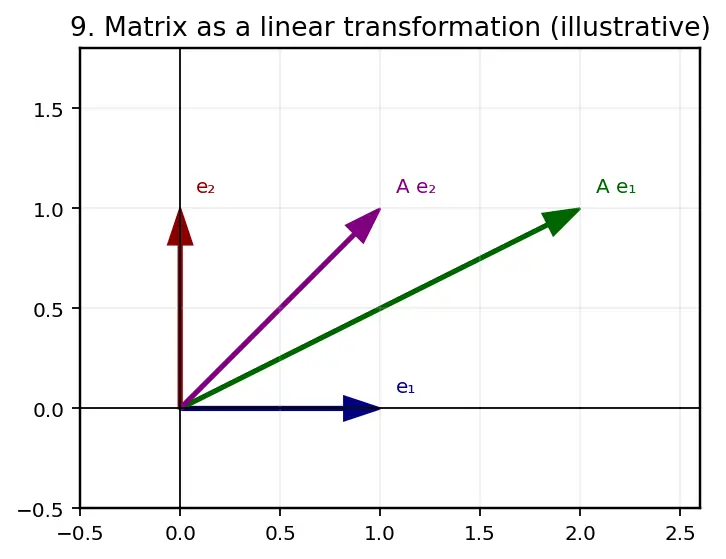 9. Matrix as a linear transformation (illustrative)
1.5
e₂
A e₂
A e₁
1.0
0.5
e₁
0.0
−0.5
−0.5 0.0 0.5 1.0 1.5 2.0 2.5